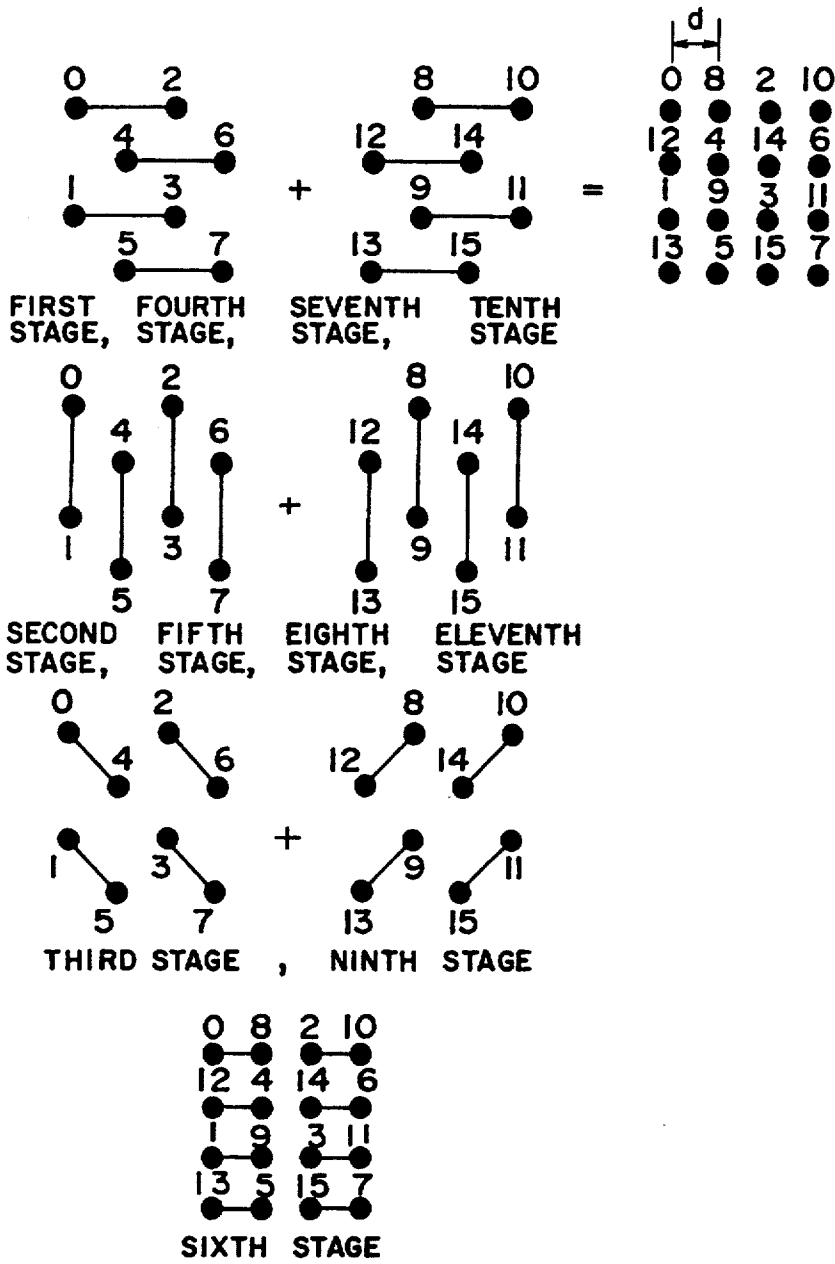 d
0 2 8 10 0 8 2 10
4 6 12 14 12 4 14 6
+ =
1 3 9 11 1 9 3 11
5 7 13 15 13 5 15 7
FIRST FOURTH SEVENTH TENTH
STAGE, STAGE, STAGE, STAGE
0 2 8 10
4 6 12 14
+
1 3 9 11
5 7 13 15
SECOND FIFTH EIGHTH ELEVENTH
STAGE, STAGE, STAGE, STAGE
0 2 8 10
4 6 12 14
+
1 3 9 11
5 7 13 15
THIRD STAGE , NINTH STAGE
0 8 2 10
12 4 14 6
1 9 3 11
13 5 15 7
SIXTH STAGE